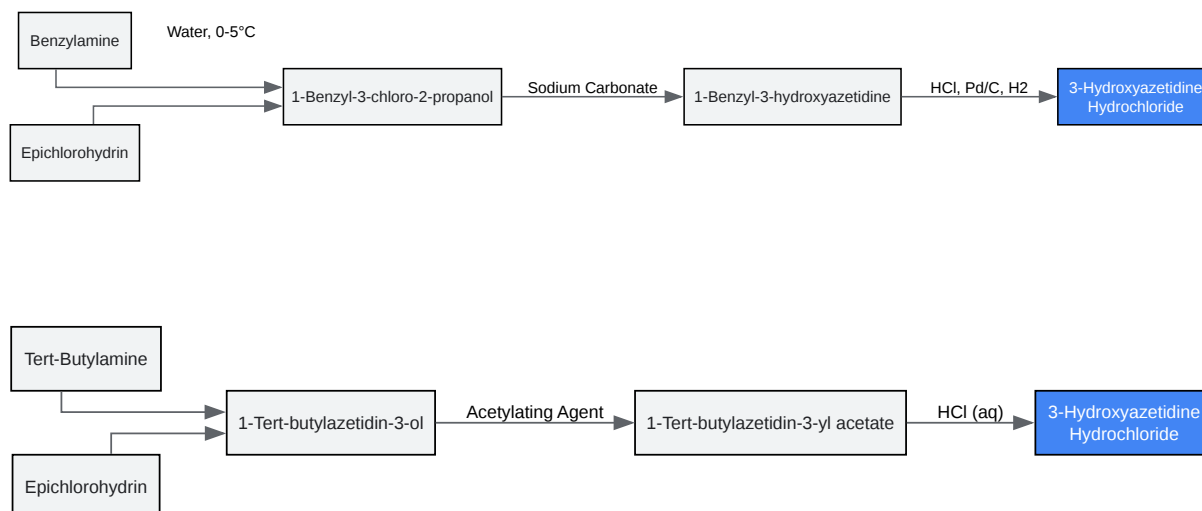 Benzylamine
Water, 0-5°C
Epichlorohydrin
1-Benzyl-3-chloro-2-propanol
Sodium Carbonate
1-Benzyl-3-hydroxyazetidine
HCl, Pd/C, H2
3-Hydroxyazetidine
Hydrochloride
Tert-Butylamine
Epichlorohydrin
1-Tert-butylazetidin-3-ol
Acetylating Agent
1-Tert-butylazetidin-3-yl acetate
HCl (aq)
3-Hydroxyazetidine
Hydrochloride